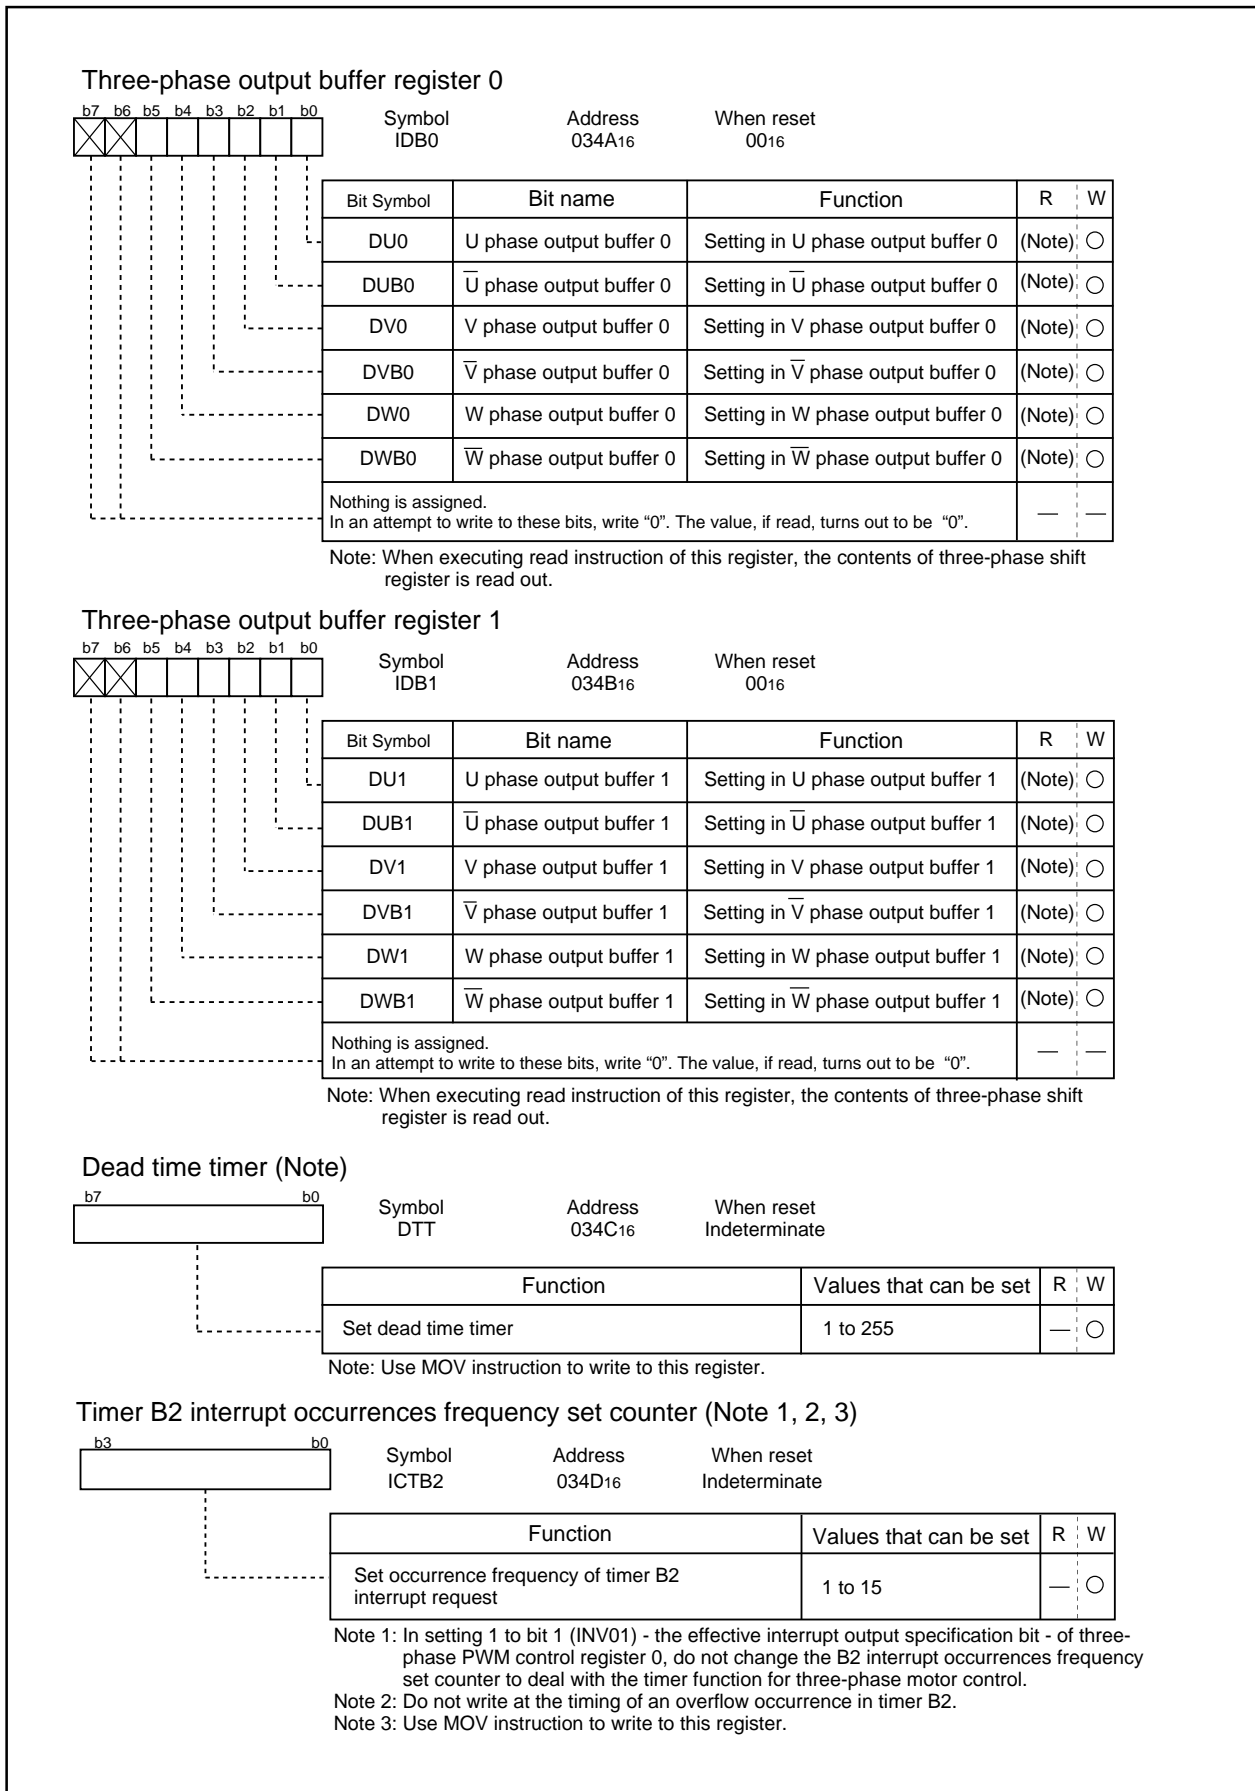 Three-phase output buffer register 0
b7 b6 b5 b4 b3 b2 b1 b0
Symbol Address When reset
IDB0 034A16 0016
Bit Symbol Bit name Function R W
DU0 U phase output buffer 0 Setting in U phase output buffer 0 (Note) ○
DUB0 U̅ phase output buffer 0 Setting in U̅ phase output buffer 0 (Note) ○
DV0 V phase output buffer 0 Setting in V phase output buffer 0 (Note) ○
DVB0 V̅ phase output buffer 0 Setting in V̅ phase output buffer 0 (Note) ○
DW0 W phase output buffer 0 Setting in W phase output buffer 0 (Note) ○
DWB0 W̅ phase output buffer 0 Setting in W̅ phase output buffer 0 (Note) ○
Nothing is assigned.
In an attempt to write to these bits, write “0”. The value, if read, turns out to be “0”. — —
Note: When executing read instruction of this register, the contents of three-phase shift
register is read out.
Three-phase output buffer register 1
b7 b6 b5 b4 b3 b2 b1 b0
Symbol Address When reset
IDB1 034B16 0016
Bit Symbol Bit name Function R W
DU1 U phase output buffer 1 Setting in U phase output buffer 1 (Note) ○
DUB1 U̅ phase output buffer 1 Setting in U̅ phase output buffer 1 (Note) ○
DV1 V phase output buffer 1 Setting in V phase output buffer 1 (Note) ○
DVB1 V̅ phase output buffer 1 Setting in V̅ phase output buffer 1 (Note) ○
DW1 W phase output buffer 1 Setting in W phase output buffer 1 (Note) ○
DWB1 W̅ phase output buffer 1 Setting in W̅ phase output buffer 1 (Note) ○
Nothing is assigned.
In an attempt to write to these bits, write “0”. The value, if read, turns out to be “0”. — —
Note: When executing read instruction of this register, the contents of three-phase shift
register is read out.
Dead time timer (Note)
b7 b0
Symbol Address When reset
DTT 034C16 Indeterminate
Function Values that can be set R W
Set dead time timer 1 to 255 — ○
Note: Use MOV instruction to write to this register.
Timer B2 interrupt occurrences frequency set counter (Note 1, 2, 3)
b3 b0
Symbol Address When reset
ICTB2 034D16 Indeterminate
Function Values that can be set R W
Set occurrence frequency of timer B2
interrupt request 1 to 15 — ○
Note 1: In setting 1 to bit 1 (INV01) - the effective interrupt output specification bit - of three-
phase PWM control register 0, do not change the B2 interrupt occurrences frequency
set counter to deal with the timer function for three-phase motor control.
Note 2: Do not write at the timing of an overflow occurrence in timer B2.
Note 3: Use MOV instruction to write to this register.